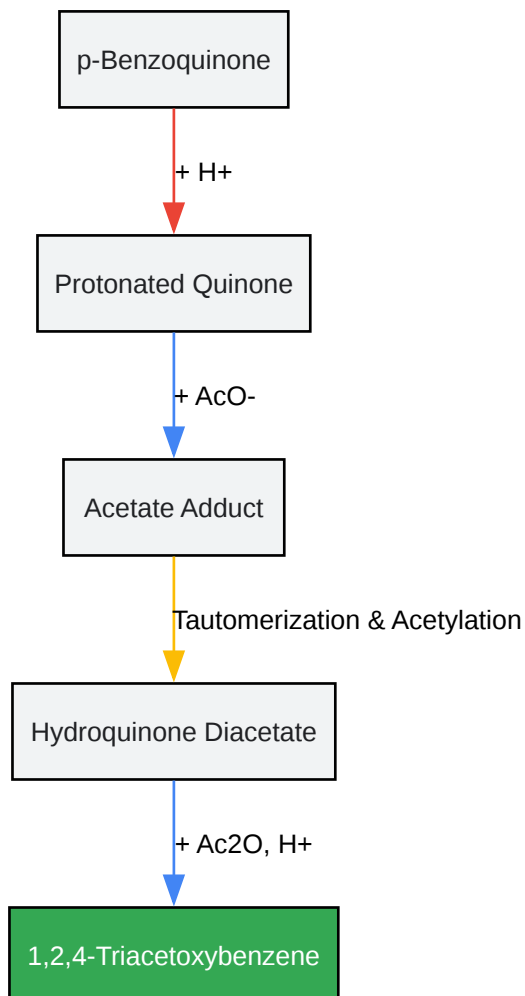 p-Benzoquinone
+ H+
Protonated Quinone
+ AcO-
Acetate Adduct
Tautomerization & Acetylation
Hydroquinone Diacetate
+ Ac2O, H+
1,2,4-Triacetoxybenzene